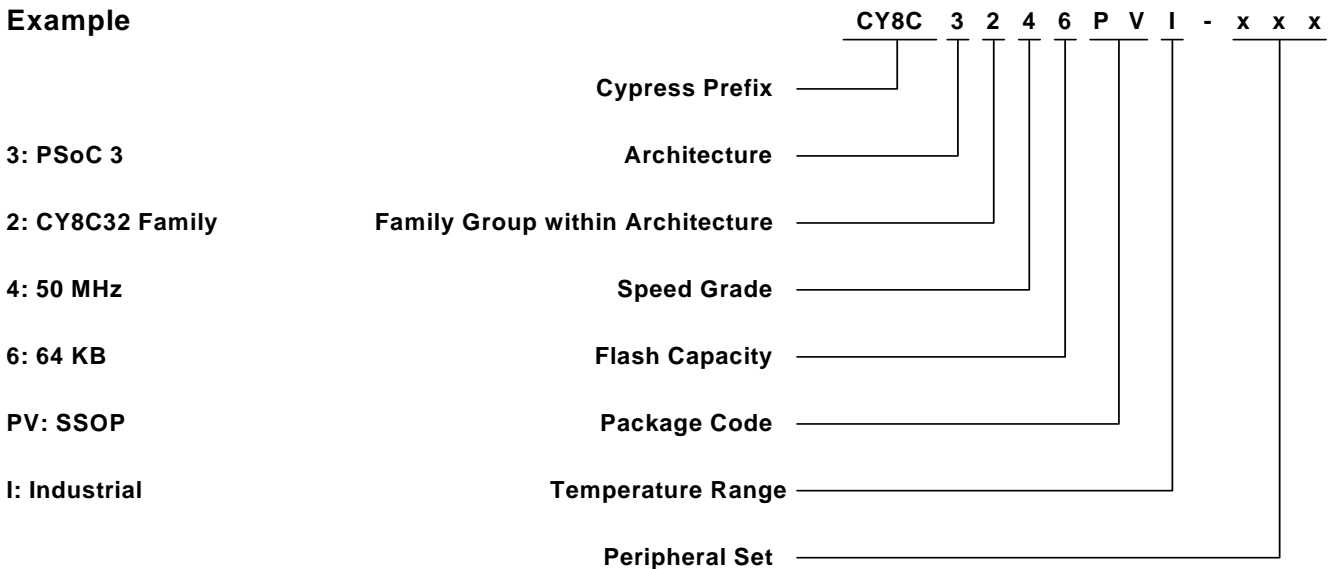 Example CY8C 3 2 4 6 P V I - x x x
Cypress Prefix
3: PSoC 3 Architecture
2: CY8C32 Family Family Group within Architecture
4: 50 MHz Speed Grade
6: 64 KB Flash Capacity
PV: SSOP Package Code
I: Industrial Temperature Range
Peripheral Set